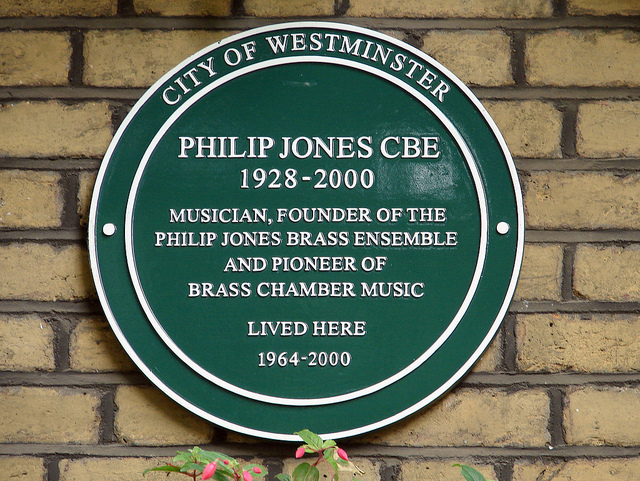 CITY OF WESTMINSTER
PHILIP JONES CBE
1928-2000
MUSICIAN, FOUNDER OF THE
PHILIP JONES BRASS ENSEMBLE
AND PIONEER OF
BRASS CHAMBER MUSIC
LIVED HERE
1964-2000